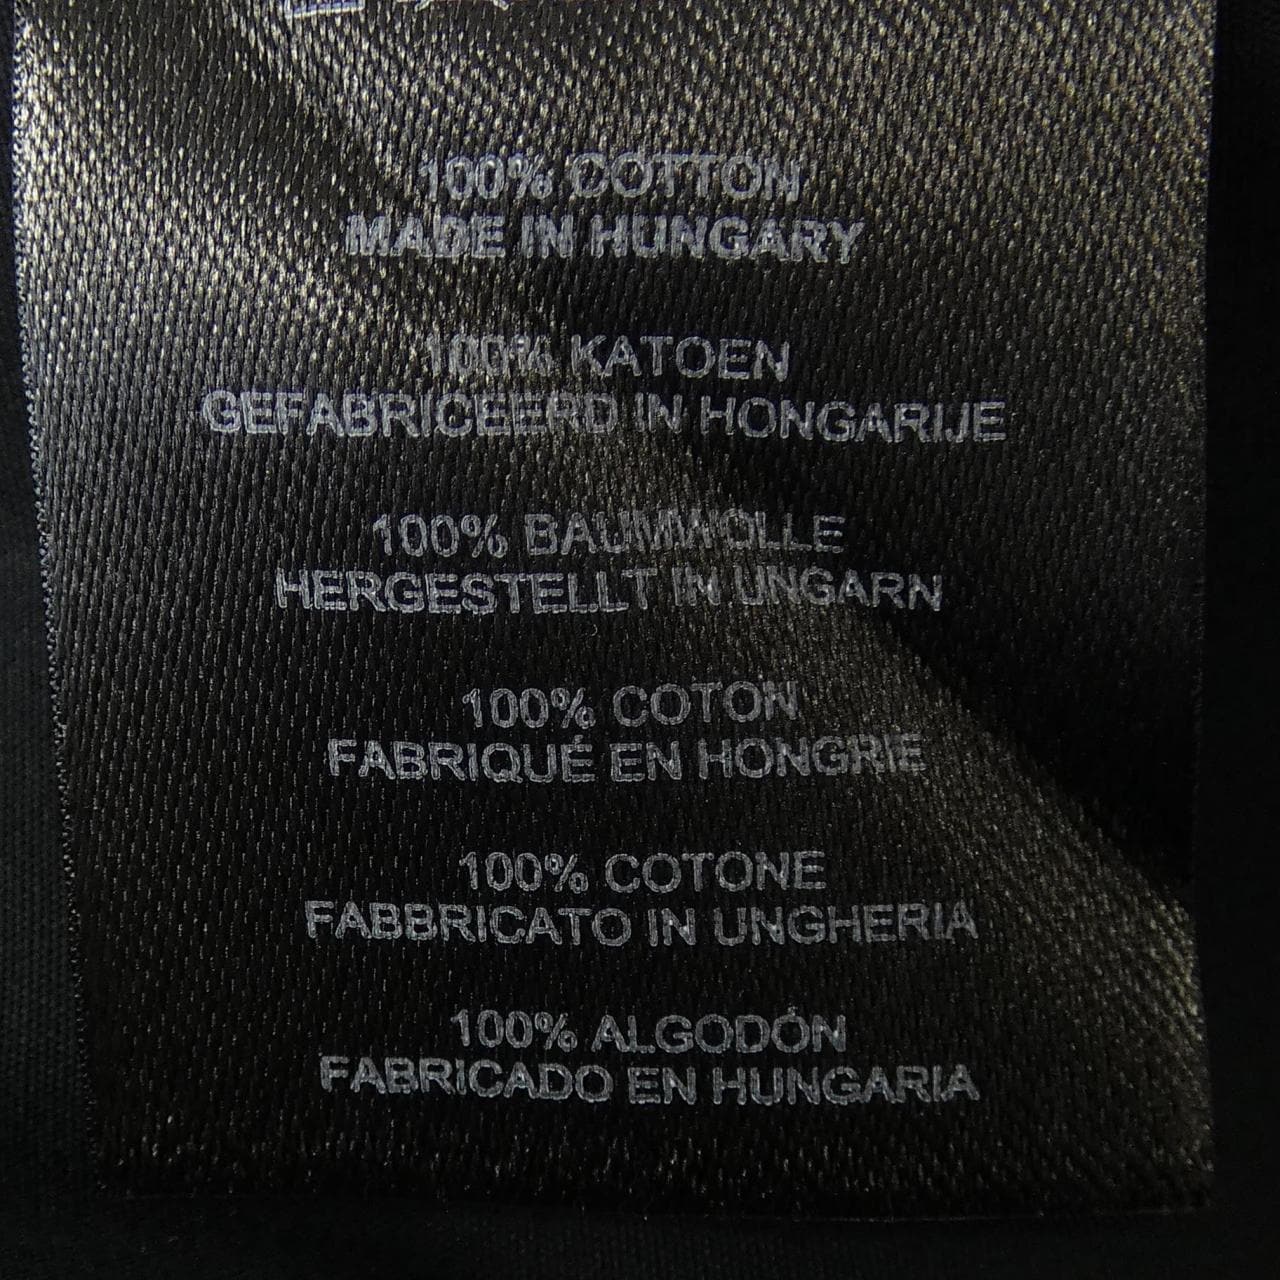 100% COTTON
MADE IN HUNGARY
100% KATOEN
GEFABRICEERD IN HONGARIJE
100% BAUMWOLLE
HERGESTELLT IN UNGARN
100% COTON
FABRIQUÉ EN HONGRIE
100% COTONE
FABBRICATO IN UNGHERIA
100% ALGODÓN
FABRICADO EN HUNGARIA